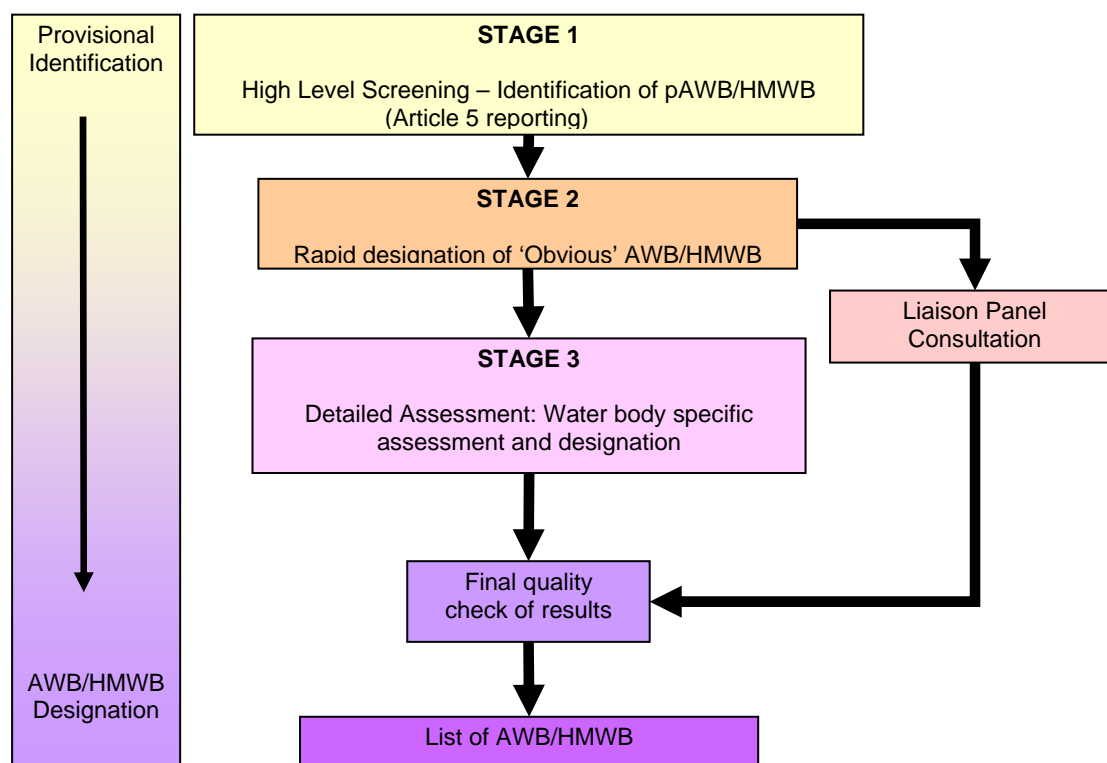 Provisional
Identification
STAGE 1
High Level Screening – Identification of pAWB/HMWB
(Article 5 reporting)
STAGE 2
Rapid designation of ‘Obvious’ AWB/HMWB
Liaison Panel
Consultation
STAGE 3
Detailed Assessment: Water body specific
assessment and designation
Final quality
check of results
AWB/HMWB
Designation
List of AWB/HMWB